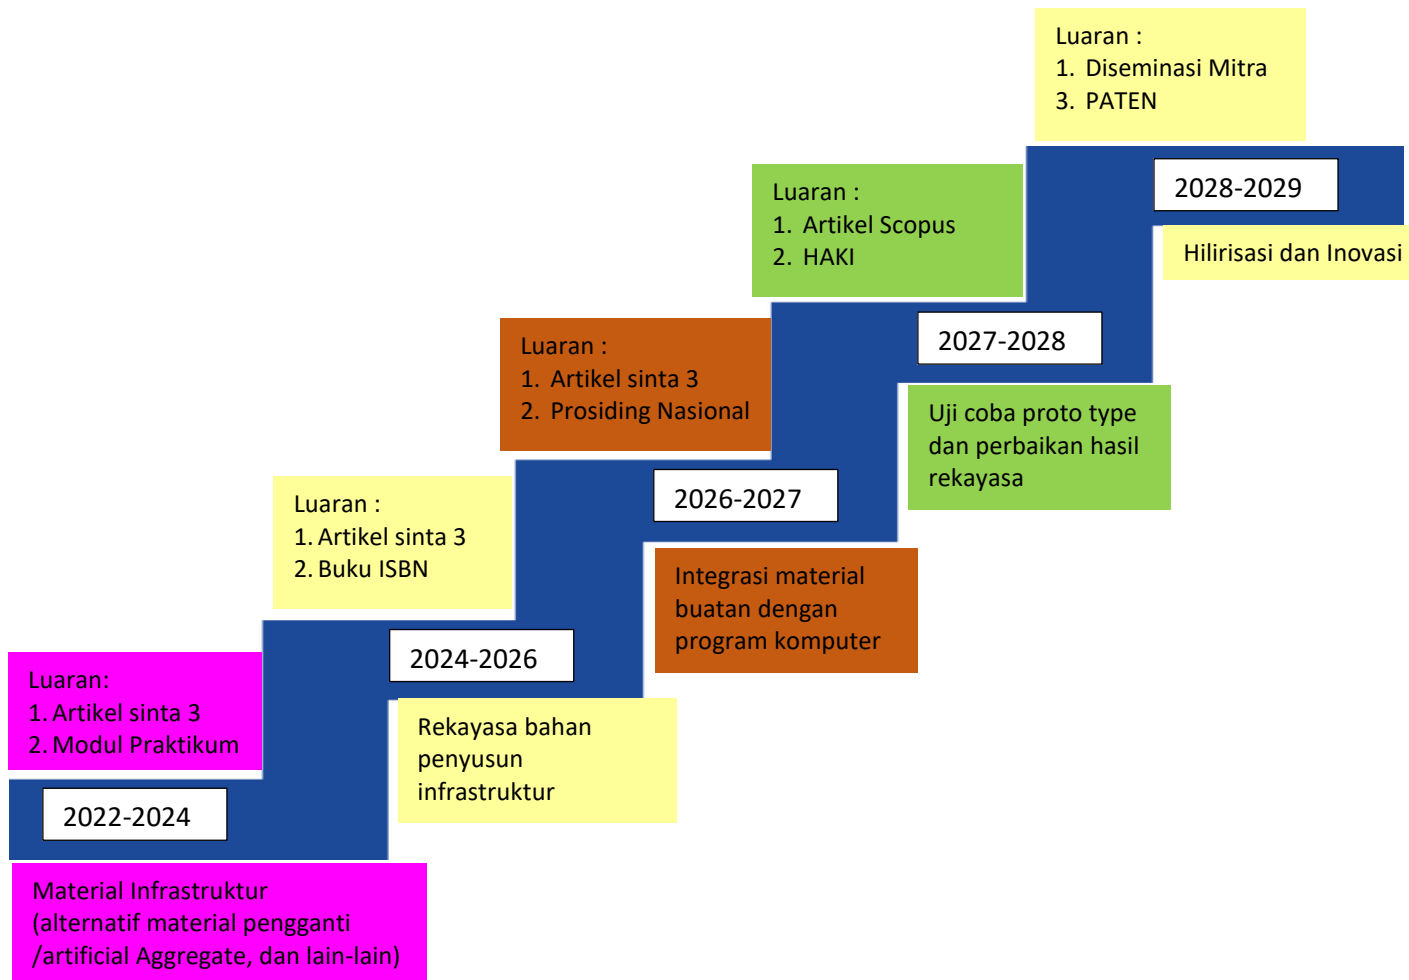 Luaran :
1. Diseminasi Mitra
3. PATEN
2028-2029
Hilirisasi dan Inovasi
Luaran :
1. Artikel Scopus
2. HAKI
2027-2028
Uji coba proto type
dan perbaikan hasil
rekayasa
Luaran :
1. Artikel sinta 3
2. Prosiding Nasional
2026-2027
Integrasi material
buatan dengan
program komputer
Luaran :
1. Artikel sinta 3
2. Buku ISBN
2024-2026
Rekayasa bahan
penyusun
infrastruktur
Luaran:
1. Artikel sinta 3
2. Modul Praktikum
2022-2024
Material Infrastruktur
(alternatif material pengganti
/artificial Aggregate, dan lain-lain)